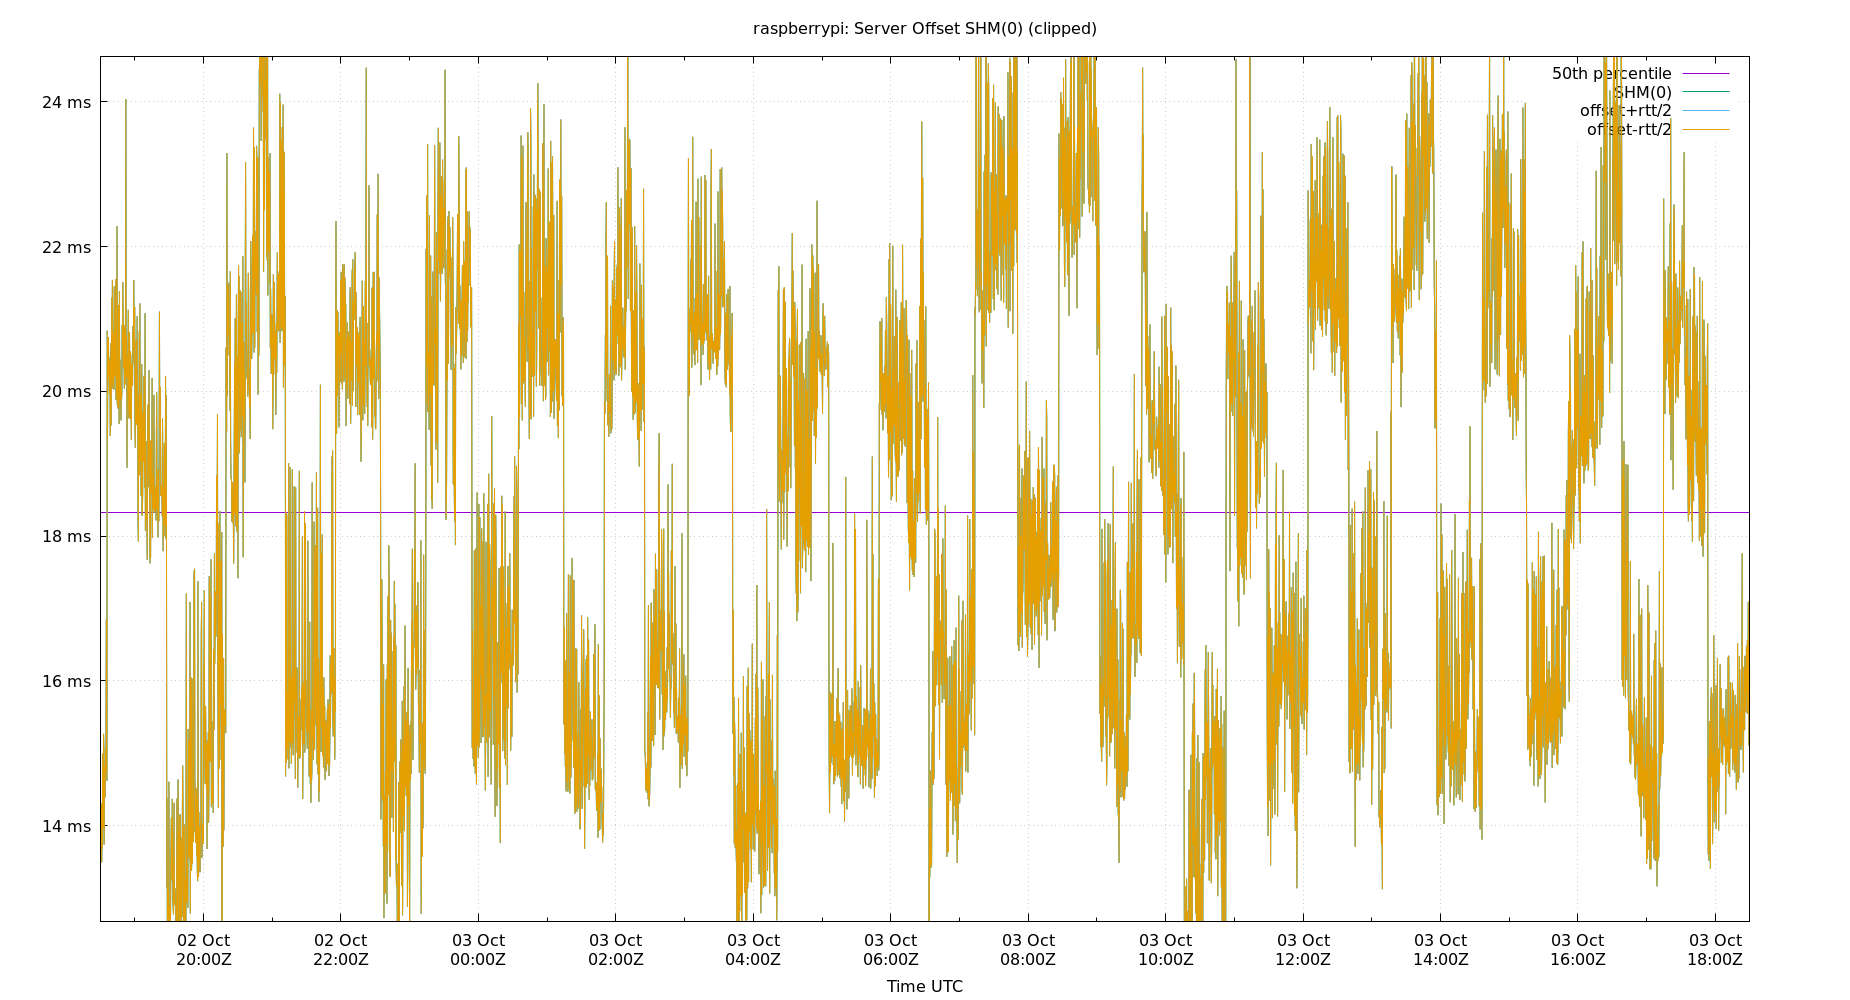 raspberrypi: Server Offset SHM(0) (clipped)
24 ms
22 ms
20 ms
18 ms
16 ms
14 ms
50th percentile
SHM(0)
offset+rtt/2
offset-rtt/2
02 Oct 20:00Z
02 Oct 22:00Z
03 Oct 00:00Z
03 Oct 02:00Z
03 Oct 04:00Z
03 Oct 06:00Z
03 Oct 08:00Z
03 Oct 10:00Z
03 Oct 12:00Z
03 Oct 14:00Z
03 Oct 16:00Z
03 Oct 18:00Z
Time UTC